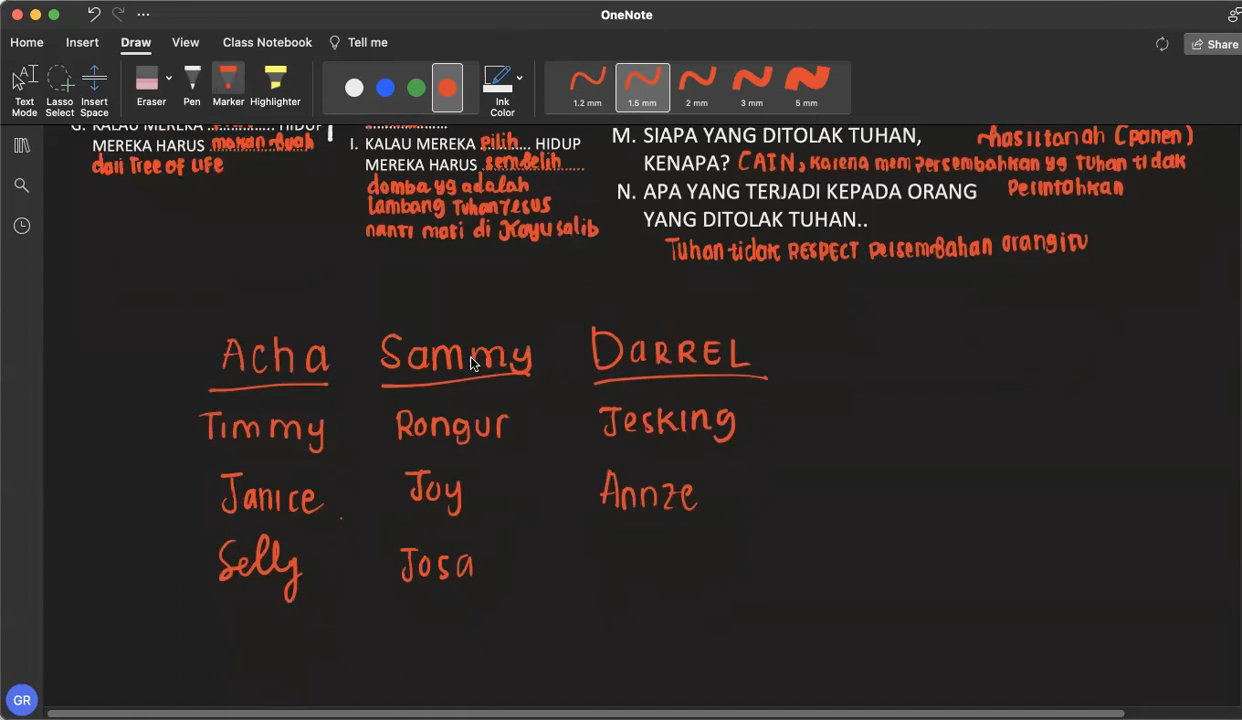 OneNote
Home Insert Draw View Class Notebook Tell me
Share
Text Mode
Lasso Select
Insert Space
Eraser
Pen
Marker
Highlighter
Ink Color
1.2 mm
1.5 mm
2 mm
3 mm
5 mm
G. KALAU MEREKA HIDUP
MEREKA HARUS makan buah
dari Tree of LIFE
I. KALAU MEREKA pilih HIDUP
MEREKA HARUS sembelih
domba yg adalah
Lambang Tuhan Yesus
nanti mati di Kayu salib
M. SIAPA YANG DITOLAK TUHAN, hasil tanah (panen)
KENAPA? CAIN, karena mempersembahkan yg Tuhan tidak
perintahkan
N. APA YANG TERJADI KEPADA ORANG
YANG DITOLAK TUHAN..
Tuhan tidak RESPECT persembahan orang itu
Acha Sammy DARREL
Timmy Rongur Jesking
Janice Joy Annze
Selly Josa
GR